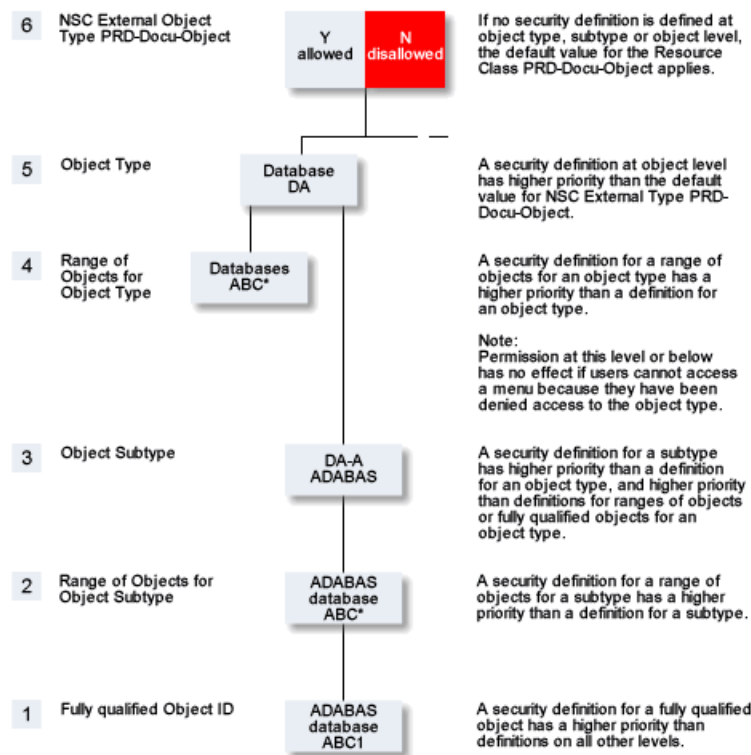 6
NSC External Object
Type PRD-Docu-Object
Y
allowed
N
disallowed
If no security definition is defined at
object type, subtype or object level,
the default value for the Resource
Class PRD-Docu-Object applies.
5
Object Type
Database
DA
A security definition at object level
has higher priority than the default
value for NSC External Type PRD-
Docu-Object.
4
Range of
Objects for
Object Type
Databases
ABC*
A security definition for a range of
objects for an object type has a
higher priority than a definition for
an object type.
Note:
Permission at this level or below
has no effect if users cannot access
a menu because they have been
denied access to the object type.
3
Object Subtype
DA-A
ADABAS
A security definition for a subtype
has higher priority than a definition
for an object type, and higher priority
than definitions for ranges of objects
or fully qualified objects for an
object type.
2
Range of Objects for
Object Subtype
ADABAS
database
ABC*
A security definition for a range of
objects for a subtype has a higher
priority than a definition for a subtype.
1
Fully qualified Object ID
ADABAS
database
ABC1
A security definition for a fully qualified
object has a higher priority than
definitions on all other levels.